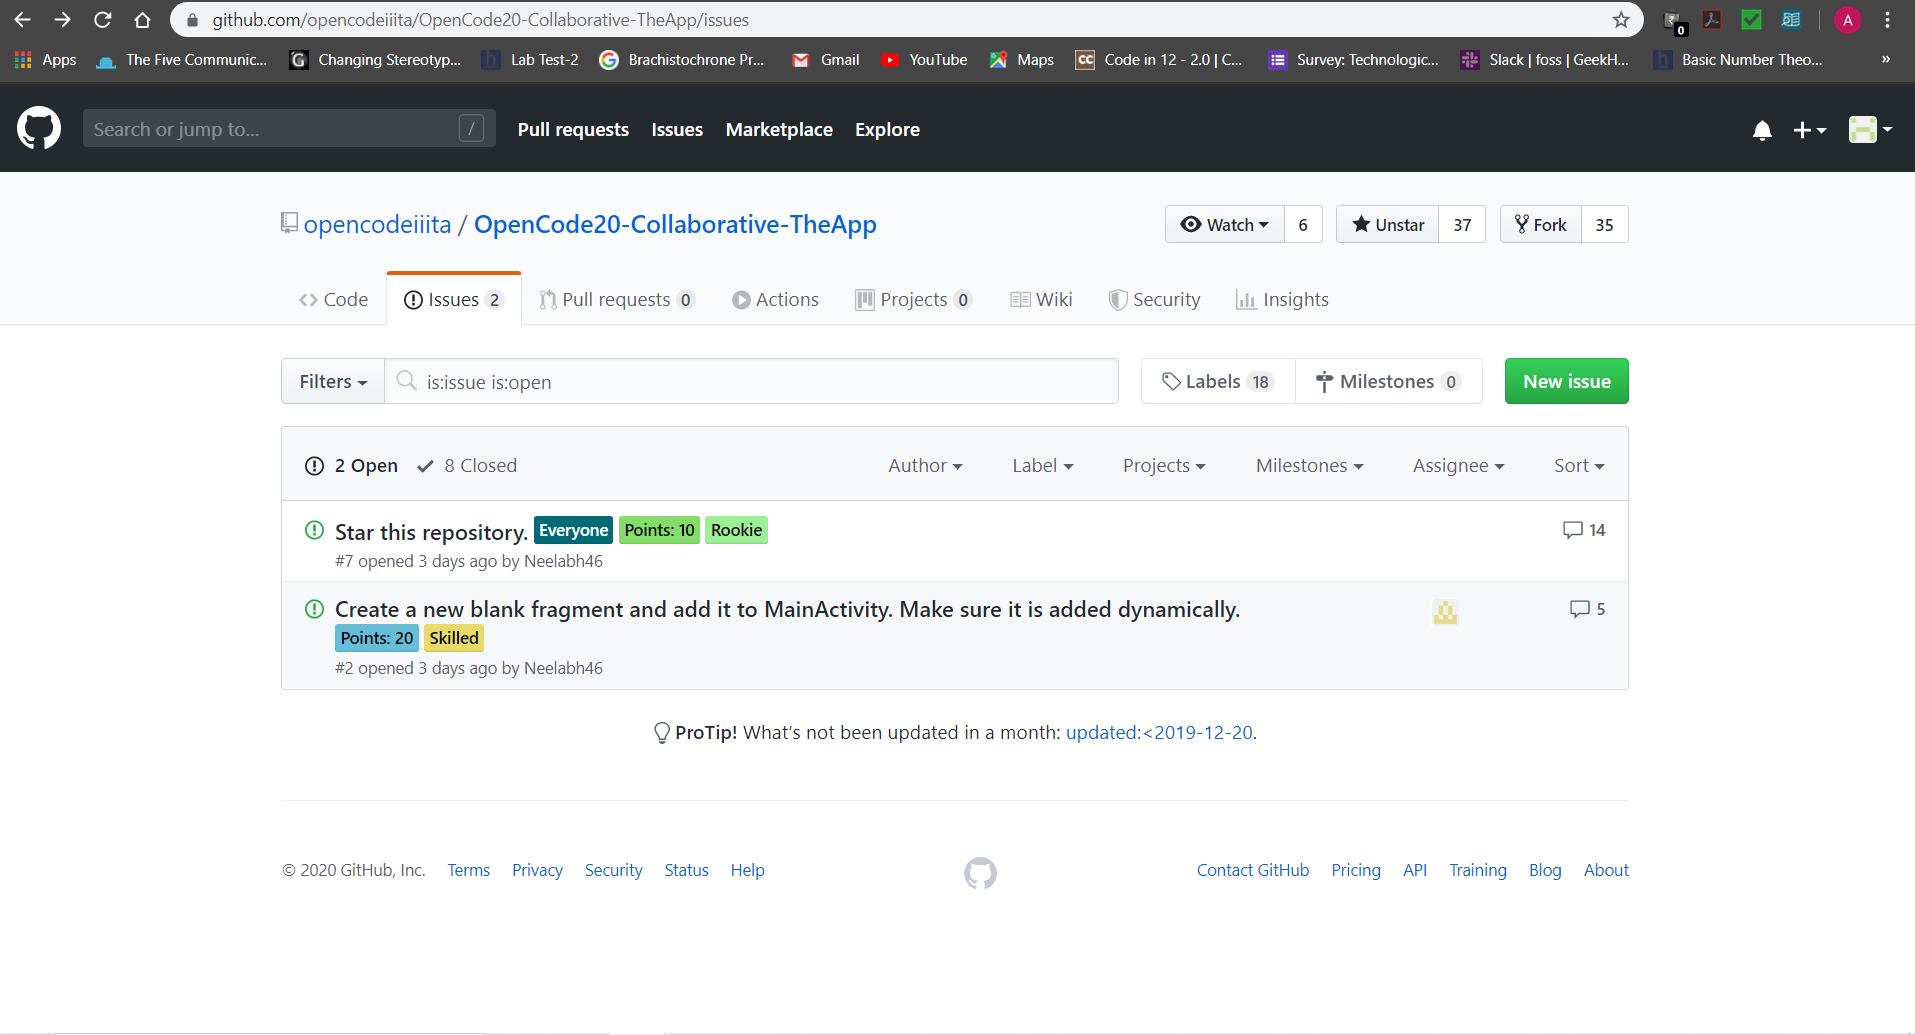 github.com/opencodeiiita/OpenCode20-Collaborative-TheApp/issues
0
A
Apps The Five Communic... Changing Stereotyp... Lab Test-2 Brachistochrone Pr... Gmail YouTube Maps CC Code in 12 - 2.0 | C... Survey: Technologic... Slack | foss | GeekH... Basic Number Theo... »
Search or jump to... / Pull requests Issues Marketplace Explore
opencodeiiita / OpenCode20-Collaborative-TheApp Watch 6 Unstar 37 Fork 35
Code Issues 2 Pull requests 0 Actions Projects 0 Wiki Security Insights
Filters is:issue is:open Labels 18 Milestones 0 New issue
2 Open 8 Closed Author Label Projects Milestones Assignee Sort
Star this repository. Everyone Points: 10 Rookie 14
#7 opened 3 days ago by Neelabh46
Create a new blank fragment and add it to MainActivity. Make sure it is added dynamically. 5
Points: 20 Skilled
#2 opened 3 days ago by Neelabh46
ProTip! What’s not been updated in a month: updated:<2019-12-20.
© 2020 GitHub, Inc. Terms Privacy Security Status Help Contact GitHub Pricing API Training Blog About